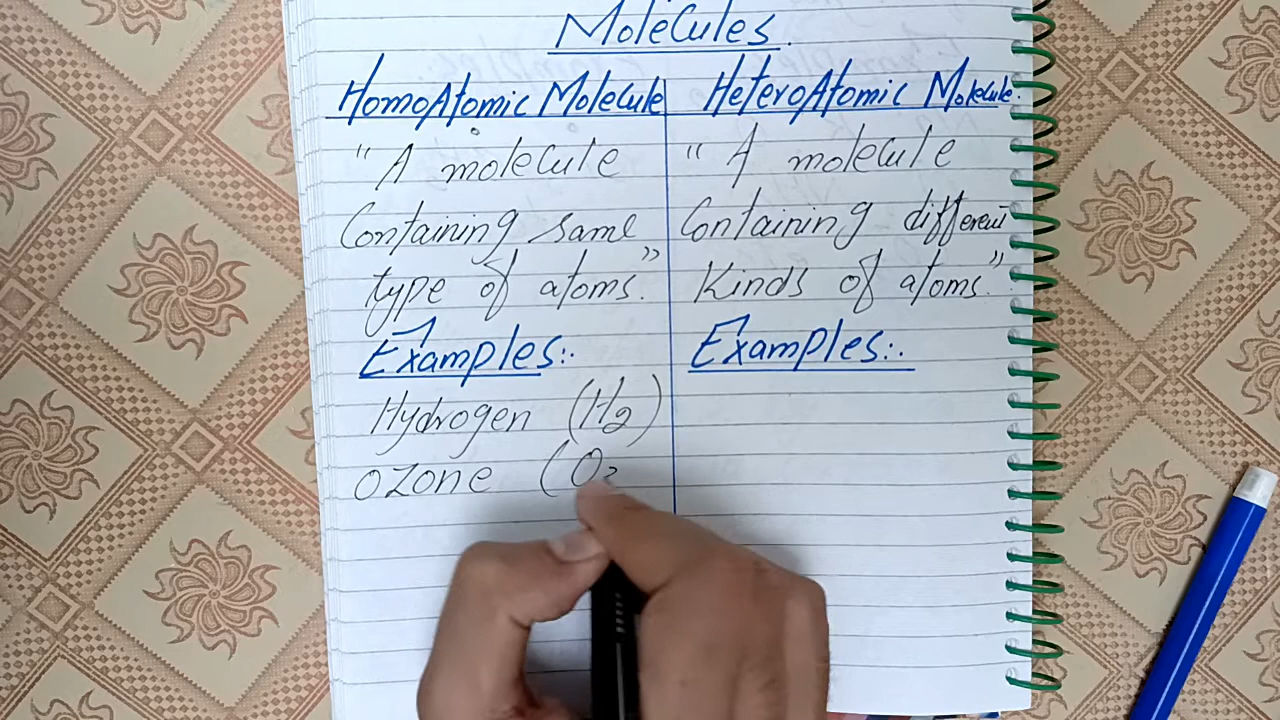 Molecules.
HomoAtomic Molecule
HeteroAtomic Molecule.
" A molecule
Containing same
type of atoms."
" A molecule
Containing different
Kinds of atoms."
Examples:.
Examples:.
Hydrogen (H2)
Ozone (O